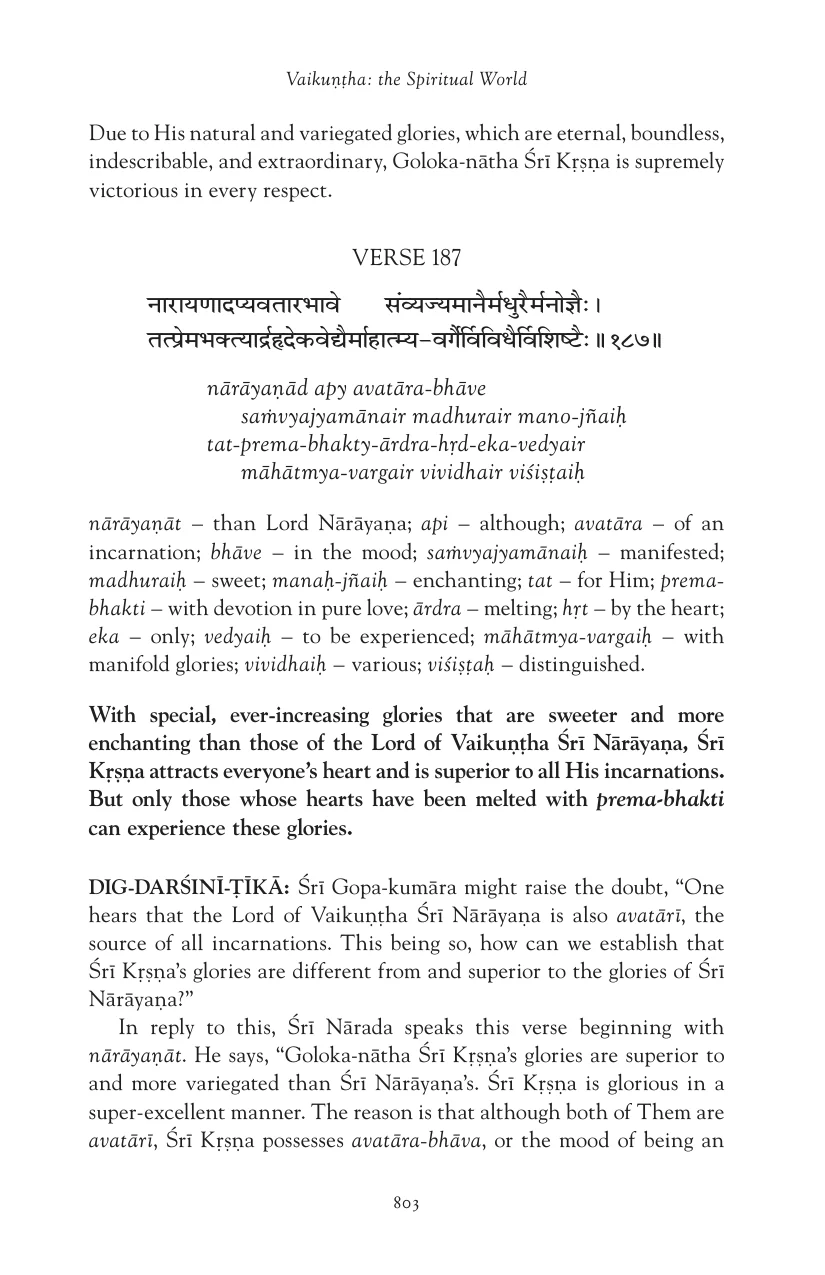 Vaikuṇṭha: the Spiritual World
Due to His natural and variegated glories, which are eternal, boundless,
indescribable, and extraordinary, Goloka-nātha Śrī Kṛṣṇa is supremely
victorious in every respect.
VERSE 187
नारायणादप्यवतारभावे संव्यज्यमानैर्मधुरैर्मनोज्ञैः ।
तत्प्रेमभक्त्यार्द्रहृदेकवेद्यैर्माहात्म्य–वर्गैर्विविधैर्विशिष्टैः ॥ १८७॥
nārāyaṇād apy avatāra-bhāve
saṁvyajyamānair madhurair mano-jñaiḥ
tat-prema-bhakty-ārdra-hṛd-eka-vedyair
māhātmya-vargair vividhair viśiṣṭaiḥ
nārāyaṇāt – than Lord Nārāyaṇa; api – although; avatāra – of an
incarnation; bhāve – in the mood; saṁvyajyamānaiḥ – manifested;
madhuraiḥ – sweet; manaḥ-jñaiḥ – enchanting; tat – for Him; prema-
bhakti – with devotion in pure love; ārdra – melting; hṛt – by the heart;
eka – only; vedyaiḥ – to be experienced; māhātmya-vargaiḥ – with
manifold glories; vividhaiḥ – various; viśiṣṭaḥ – distinguished.
With special, ever-increasing glories that are sweeter and more
enchanting than those of the Lord of Vaikuṇṭha Śrī Nārāyaṇa, Śrī
Kṛṣṇa attracts everyone’s heart and is superior to all His incarnations.
But only those whose hearts have been melted with prema-bhakti
can experience these glories.
DIG-DARŚINĪ-ṬĪKĀ: Śrī Gopa-kumāra might raise the doubt, “One
hears that the Lord of Vaikuṇṭha Śrī Nārāyaṇa is also avatārī, the
source of all incarnations. This being so, how can we establish that
Śrī Kṛṣṇa’s glories are different from and superior to the glories of Śrī
Nārāyaṇa?”
In reply to this, Śrī Nārada speaks this verse beginning with
nārāyaṇāt. He says, “Goloka-nātha Śrī Kṛṣṇa’s glories are superior to
and more variegated than Śrī Nārāyaṇa’s. Śrī Kṛṣṇa is glorious in a
super-excellent manner. The reason is that although both of Them are
avatārī, Śrī Kṛṣṇa possesses avatāra-bhāva, or the mood of being an
803